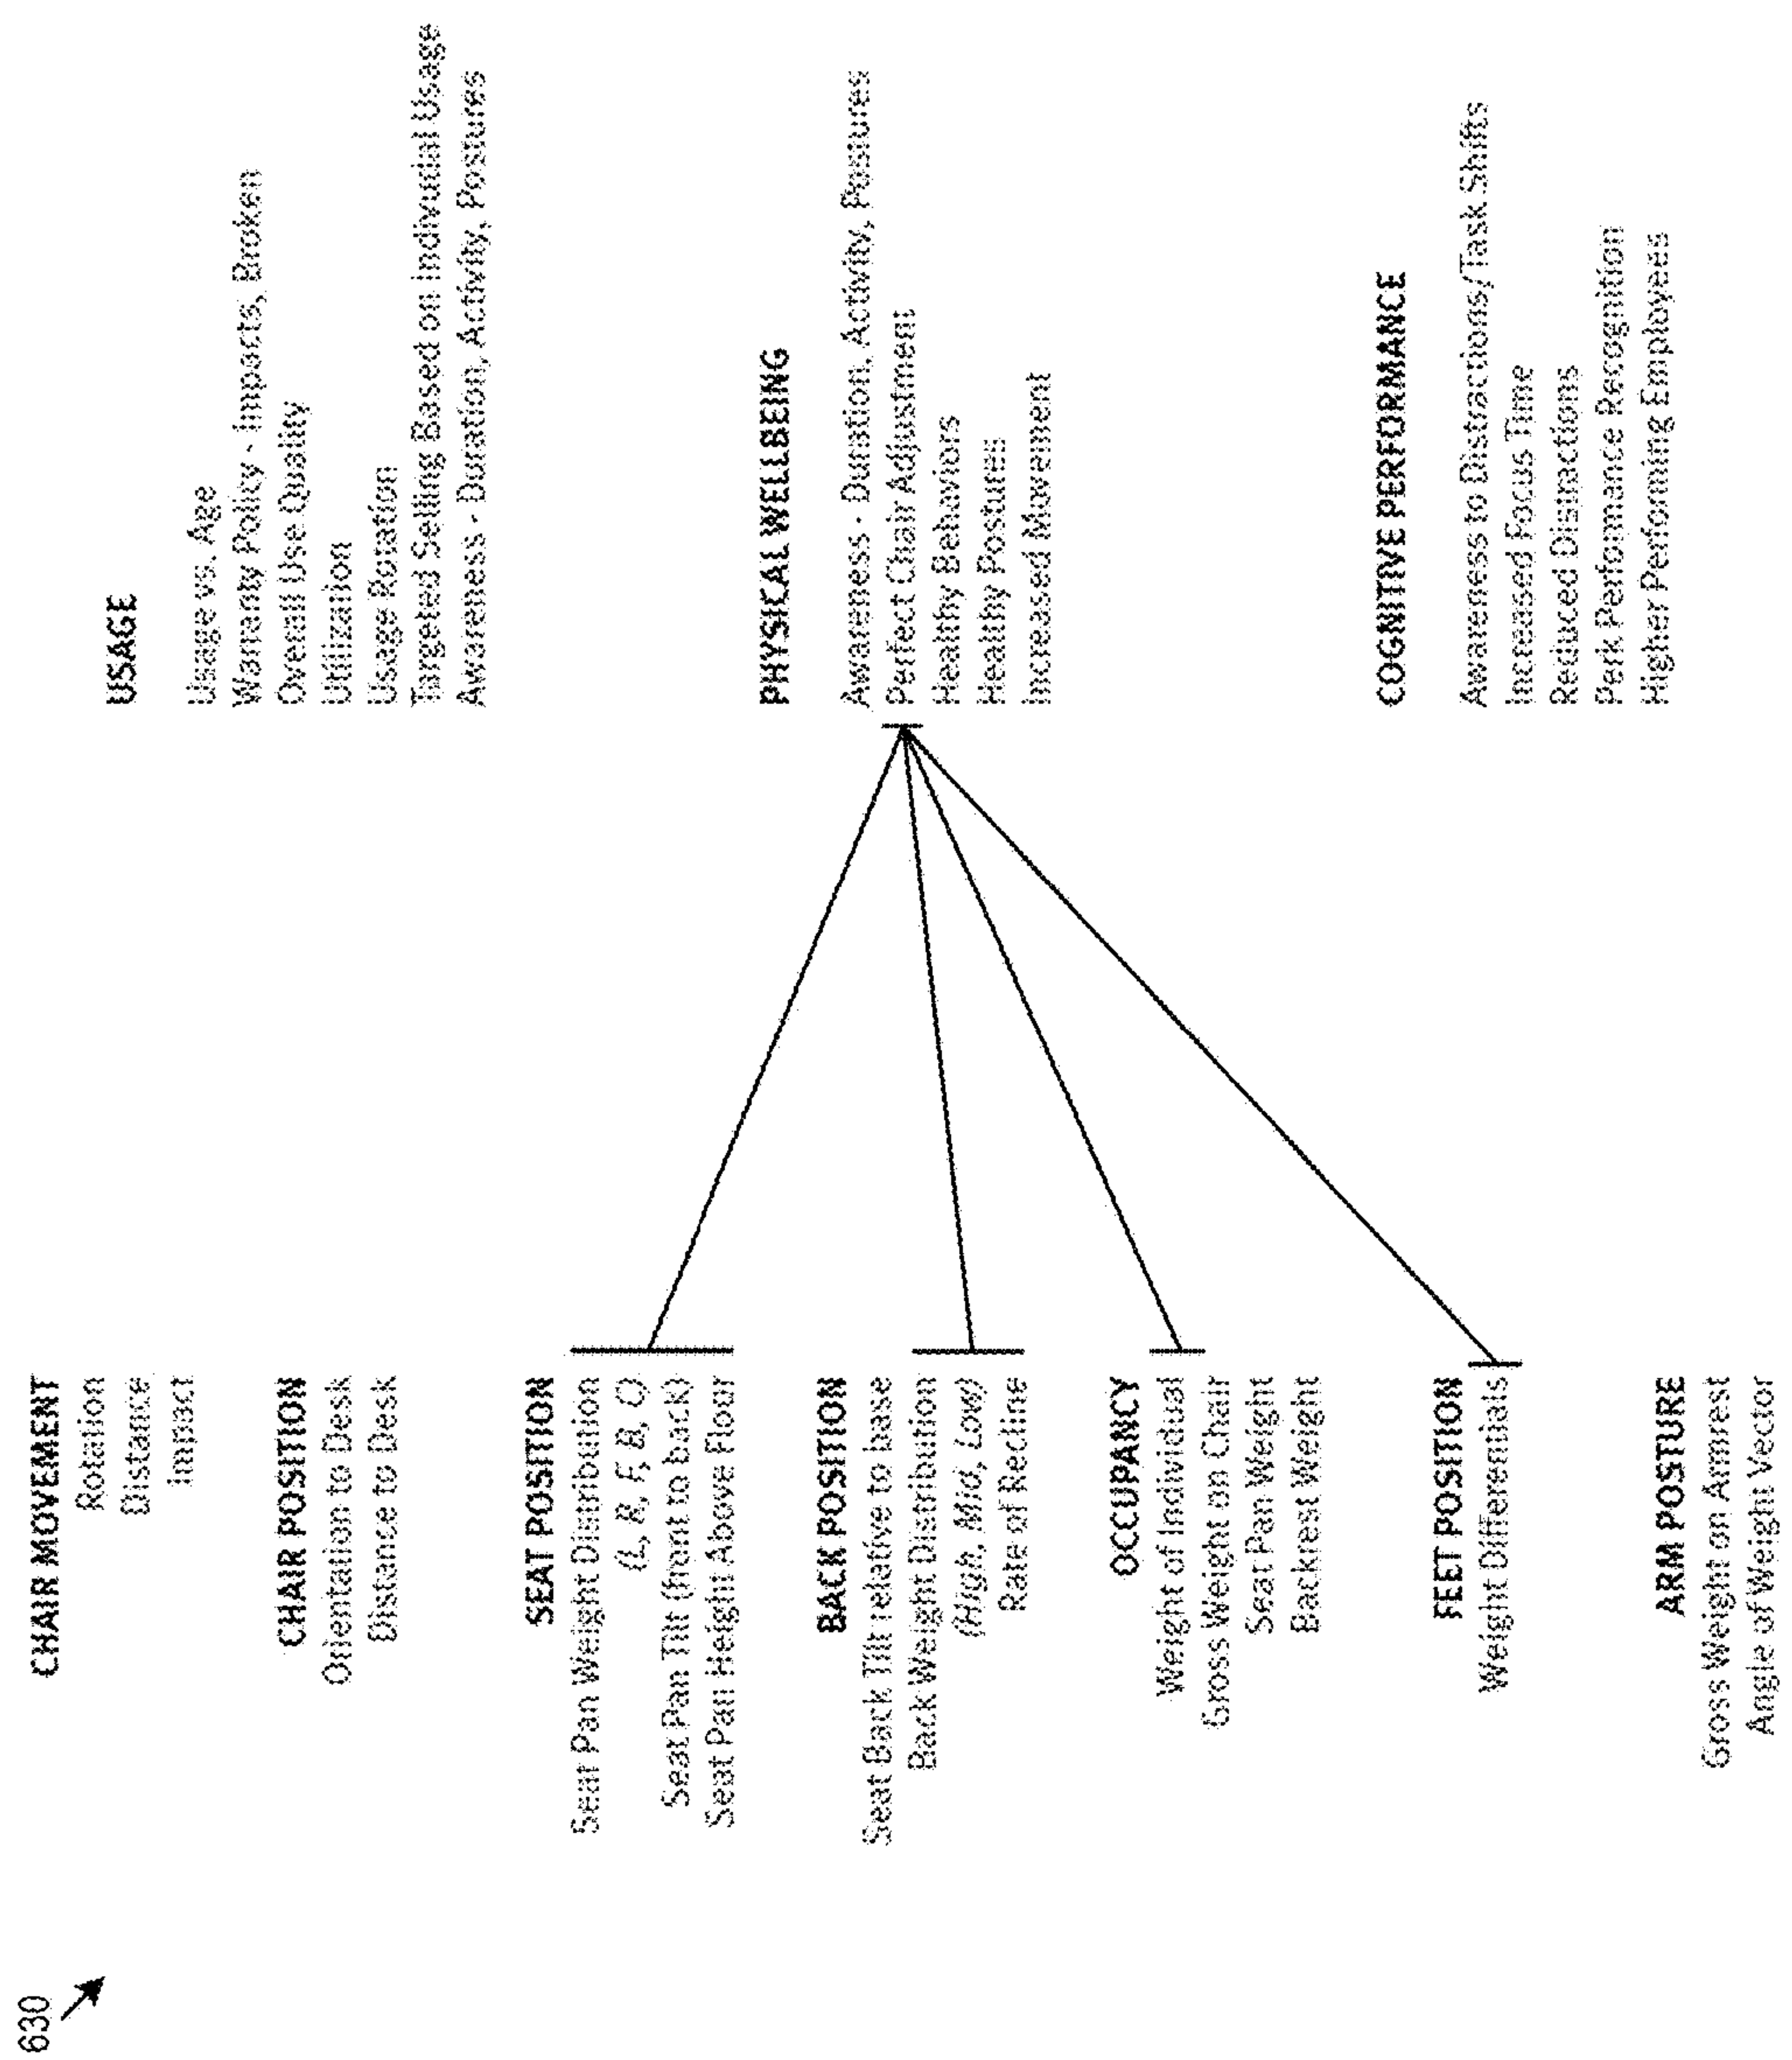 630
CHAIR MOVEMENT
Rotation
Distance
Impact
CHAIR POSITION
Orientation to Desk
Distance to Desk
SEAT POSITION
Seat Pan Weight Distribution
(L, R, F, B, C)
Seat Pan Tilt (front to back)
Seat Pan Height Above Flour
BACK POSITION
Seat Back Tilt relative to base
Back Weight Distribution
(High, Mid, Low)
Rate of Recline
OCCUPANCY
Weight of Individual
Gross Weight on Chair
Seat Pan Weight
Backrest Weight
FEET POSITION
Weight Differentials
ARM POSTURE
Gross Weight on Armrest
Angle of Weight Vector
USAGE
Usage vs. Age
Warranty Policy - Impacts, Broken
Overall Use Quality
Utilization
Usage Rotation
Targeted Selling Based on Indivudal Usage
Awareness - Duration, Activity, Postures
PHYSICAL WELLBEING
Awareness - Duration, Activity, Postures
Perfect Chair Adjustment
Healthy Behaviors
Healthy Postures
Increased Movement
COGNITIVE PERFORMANCE
Awareness to Distractions/Task Shifts
Increased Focus Time
Reduced Distractions
Perk Performance Recognition
Higher Performing Employees